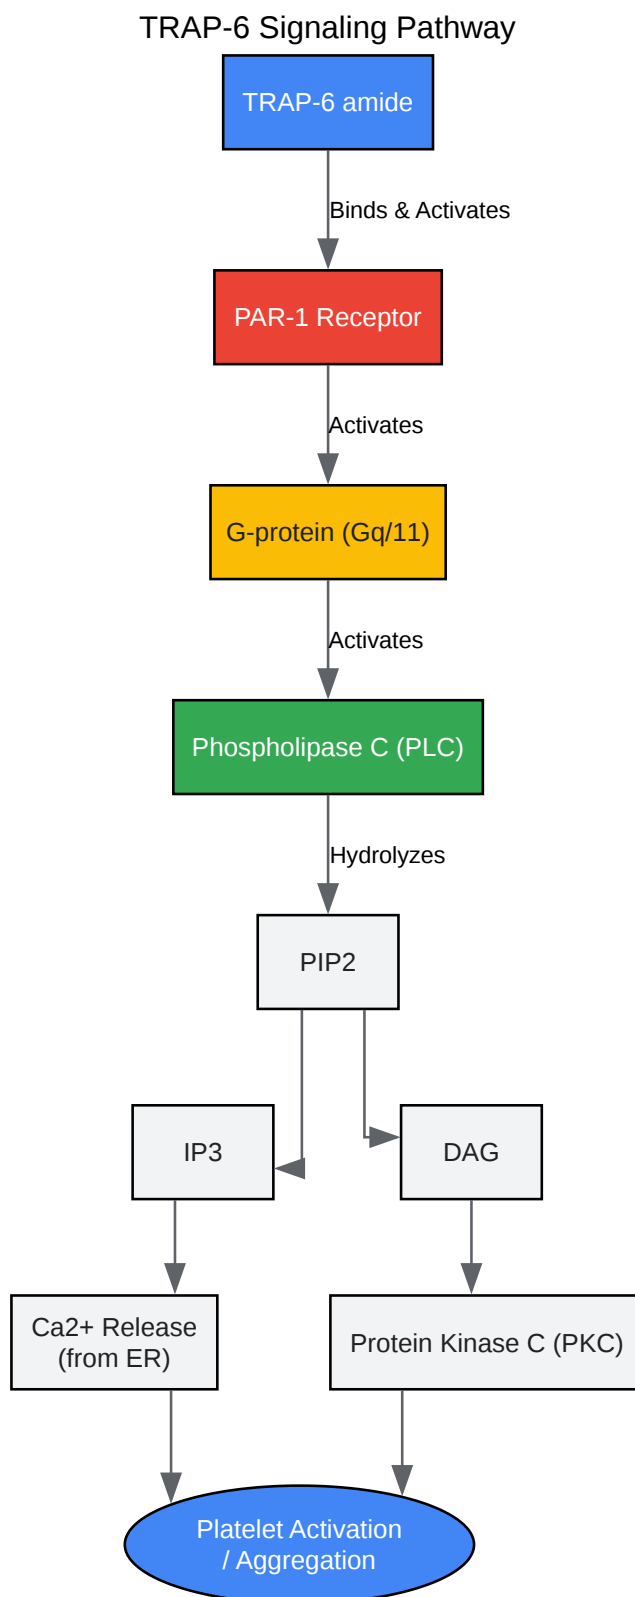 TRAP-6 Signaling Pathway
TRAP-6 amide
Binds & Activates
PAR-1 Receptor
Activates
G-protein (Gq/11)
Activates
Phospholipase C (PLC)
Hydrolyzes
PIP2
IP3
DAG
Ca2+ Release
(from ER)
Protein Kinase C (PKC)
Platelet Activation
/ Aggregation